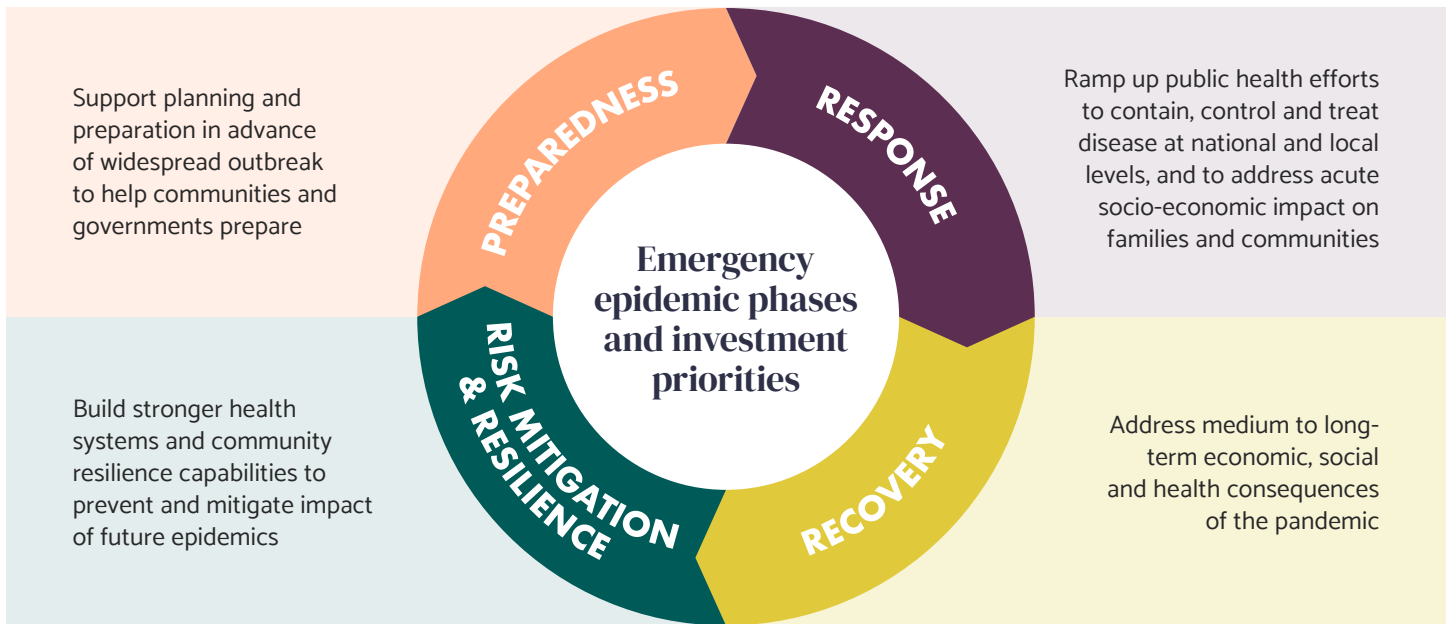 Support planning and
preparation in advance
of widespread outbreak
to help communities and
governments prepare
PREPAREDNESS
RESPONSE
Ramp up public health efforts
to contain, control and treat
disease at national and local
levels, and to address acute
socio-economic impact on
families and communities
Emergency
epidemic phases
and investment
priorities
Build stronger health
systems and community
resilience capabilities to
prevent and mitigate impact
of future epidemics
RISK MITIGATION
& RESILIENCE
RECOVERY
Address medium to long-
term economic, social
and health consequences
of the pandemic